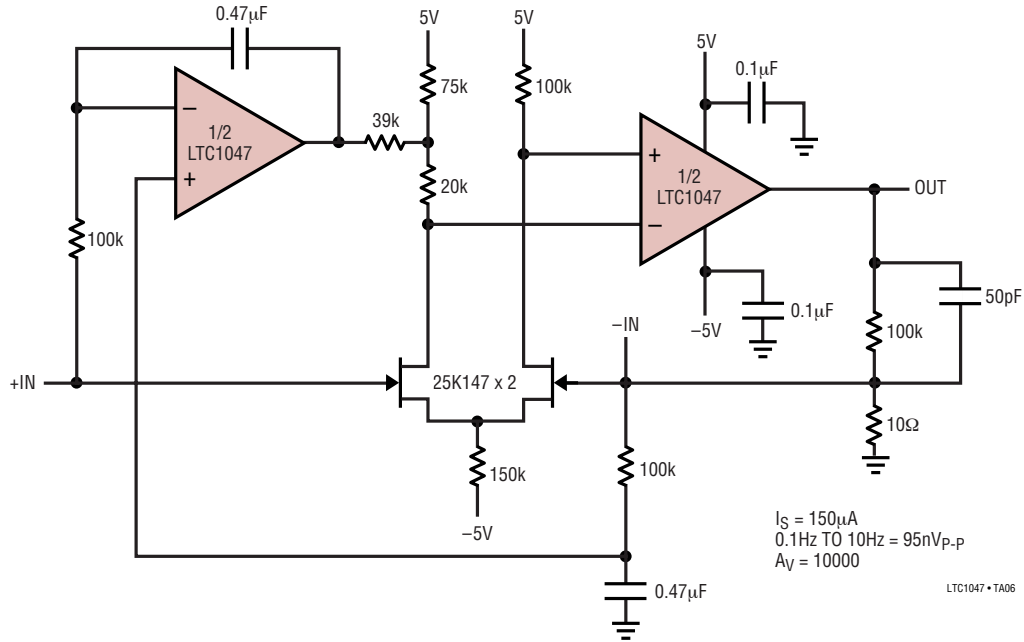 0.47µF
5V
5V
75k
100k
5V
0.1µF
–
1/2
LTC1047
+
39k
20k
+
1/2
LTC1047
–
OUT
100k
50pF
0.1µF
–5V
–IN
100k
+IN
25K147 x 2
10Ω
150k
100k
–5V
IS = 150µA
0.1Hz TO 10Hz = 95nVP-P
AV = 10000
0.47µF
LTC1047 • TA06